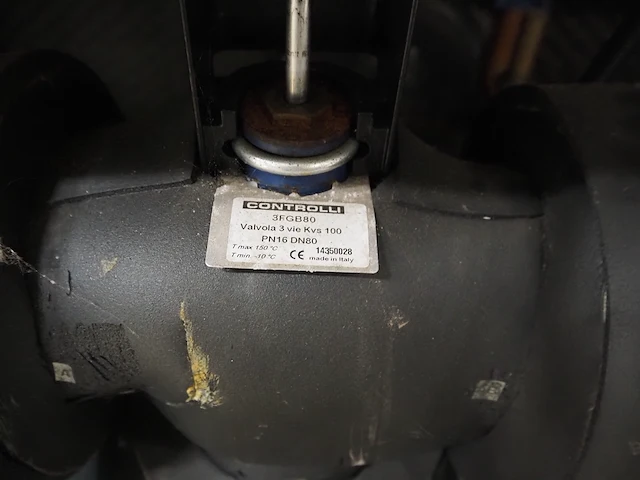 CONTROLLI
3FGB80
Valvola 3 vie Kvs 100
PN16 DN80
T max 150 °C 14350028
T min. -10 °C CE made in Italy
A
B